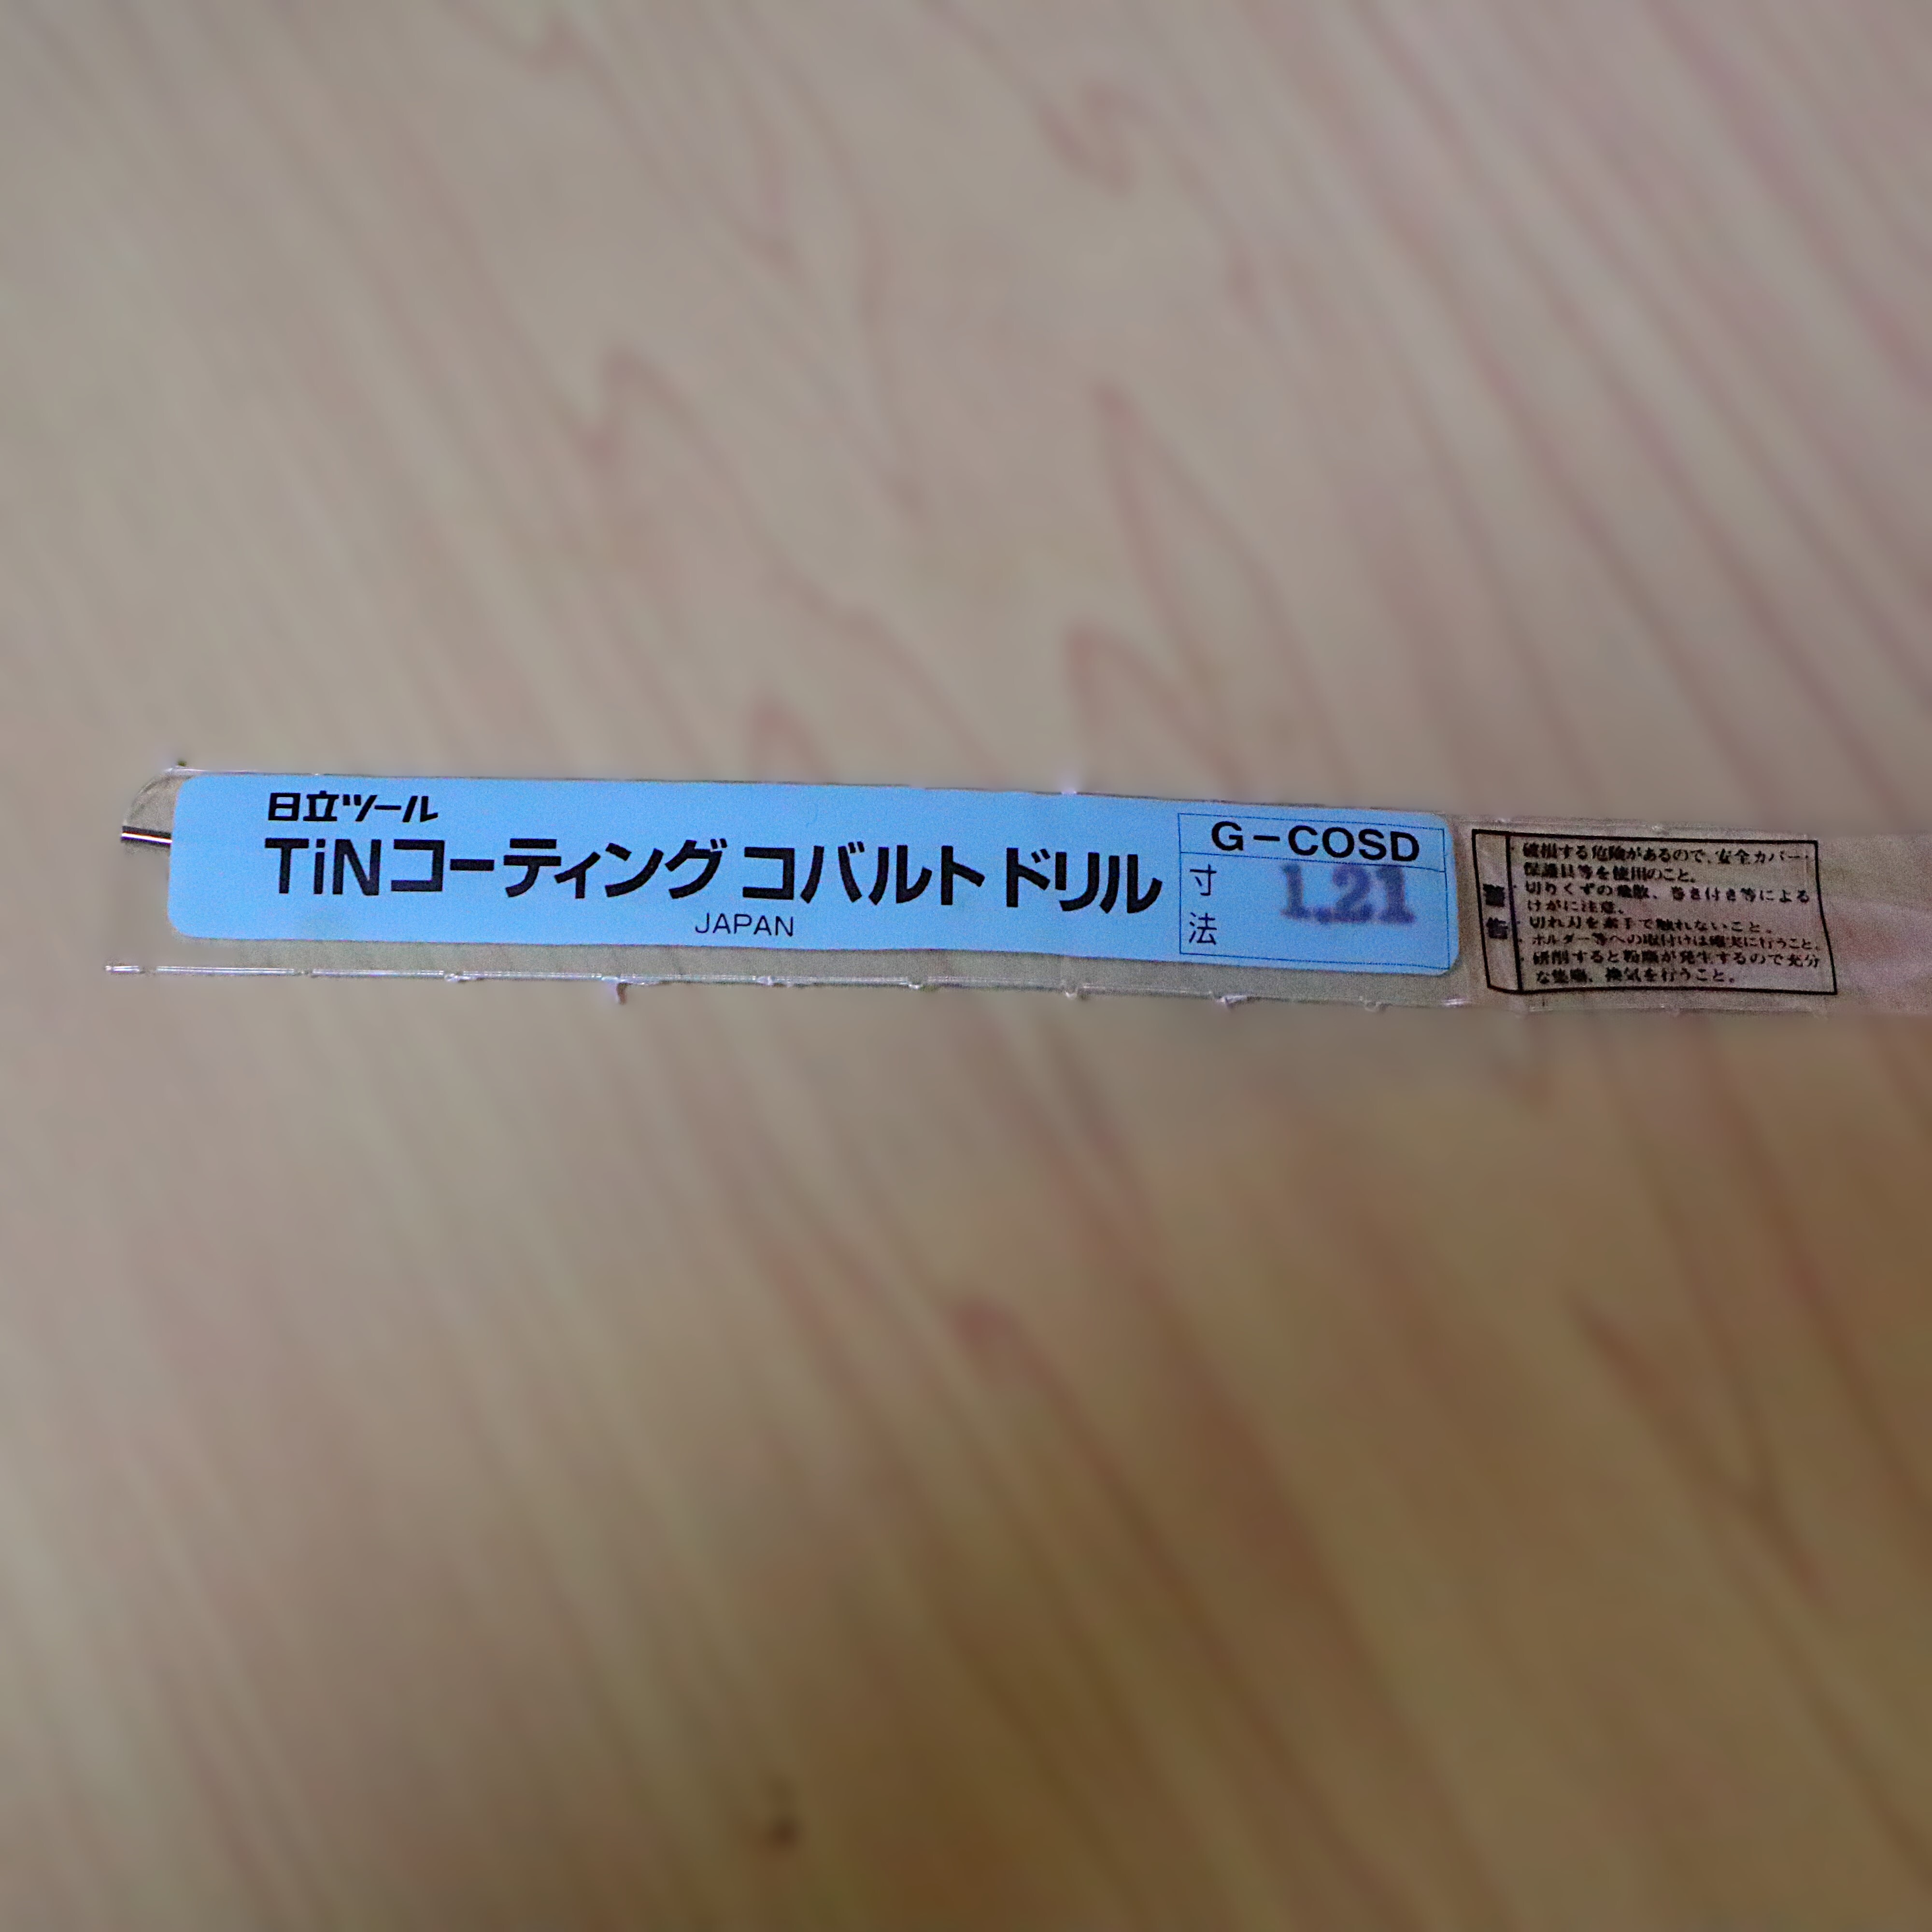 日立ツール
TiNコーティング コバルト ドリル
JAPAN
G-COSD
寸法
1.21
警告
・破損する危険があるので、安全カバー・
保護具等を使用のこと。
・切りくずの飛散、巻き付き等による
けがに注意。
・切れ刃を素手で触れないこと。
・ホルダー等への取付けは確実に行うこと。
・研削すると粉塵が発生するので充分
な集塵、換気を行うこと。